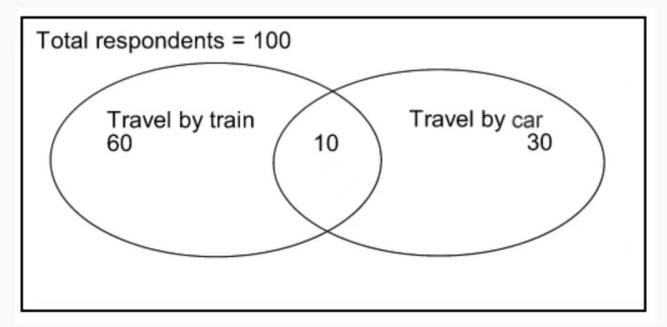 Total respondents = 100
Travel by train
60
10
Travel by car
30